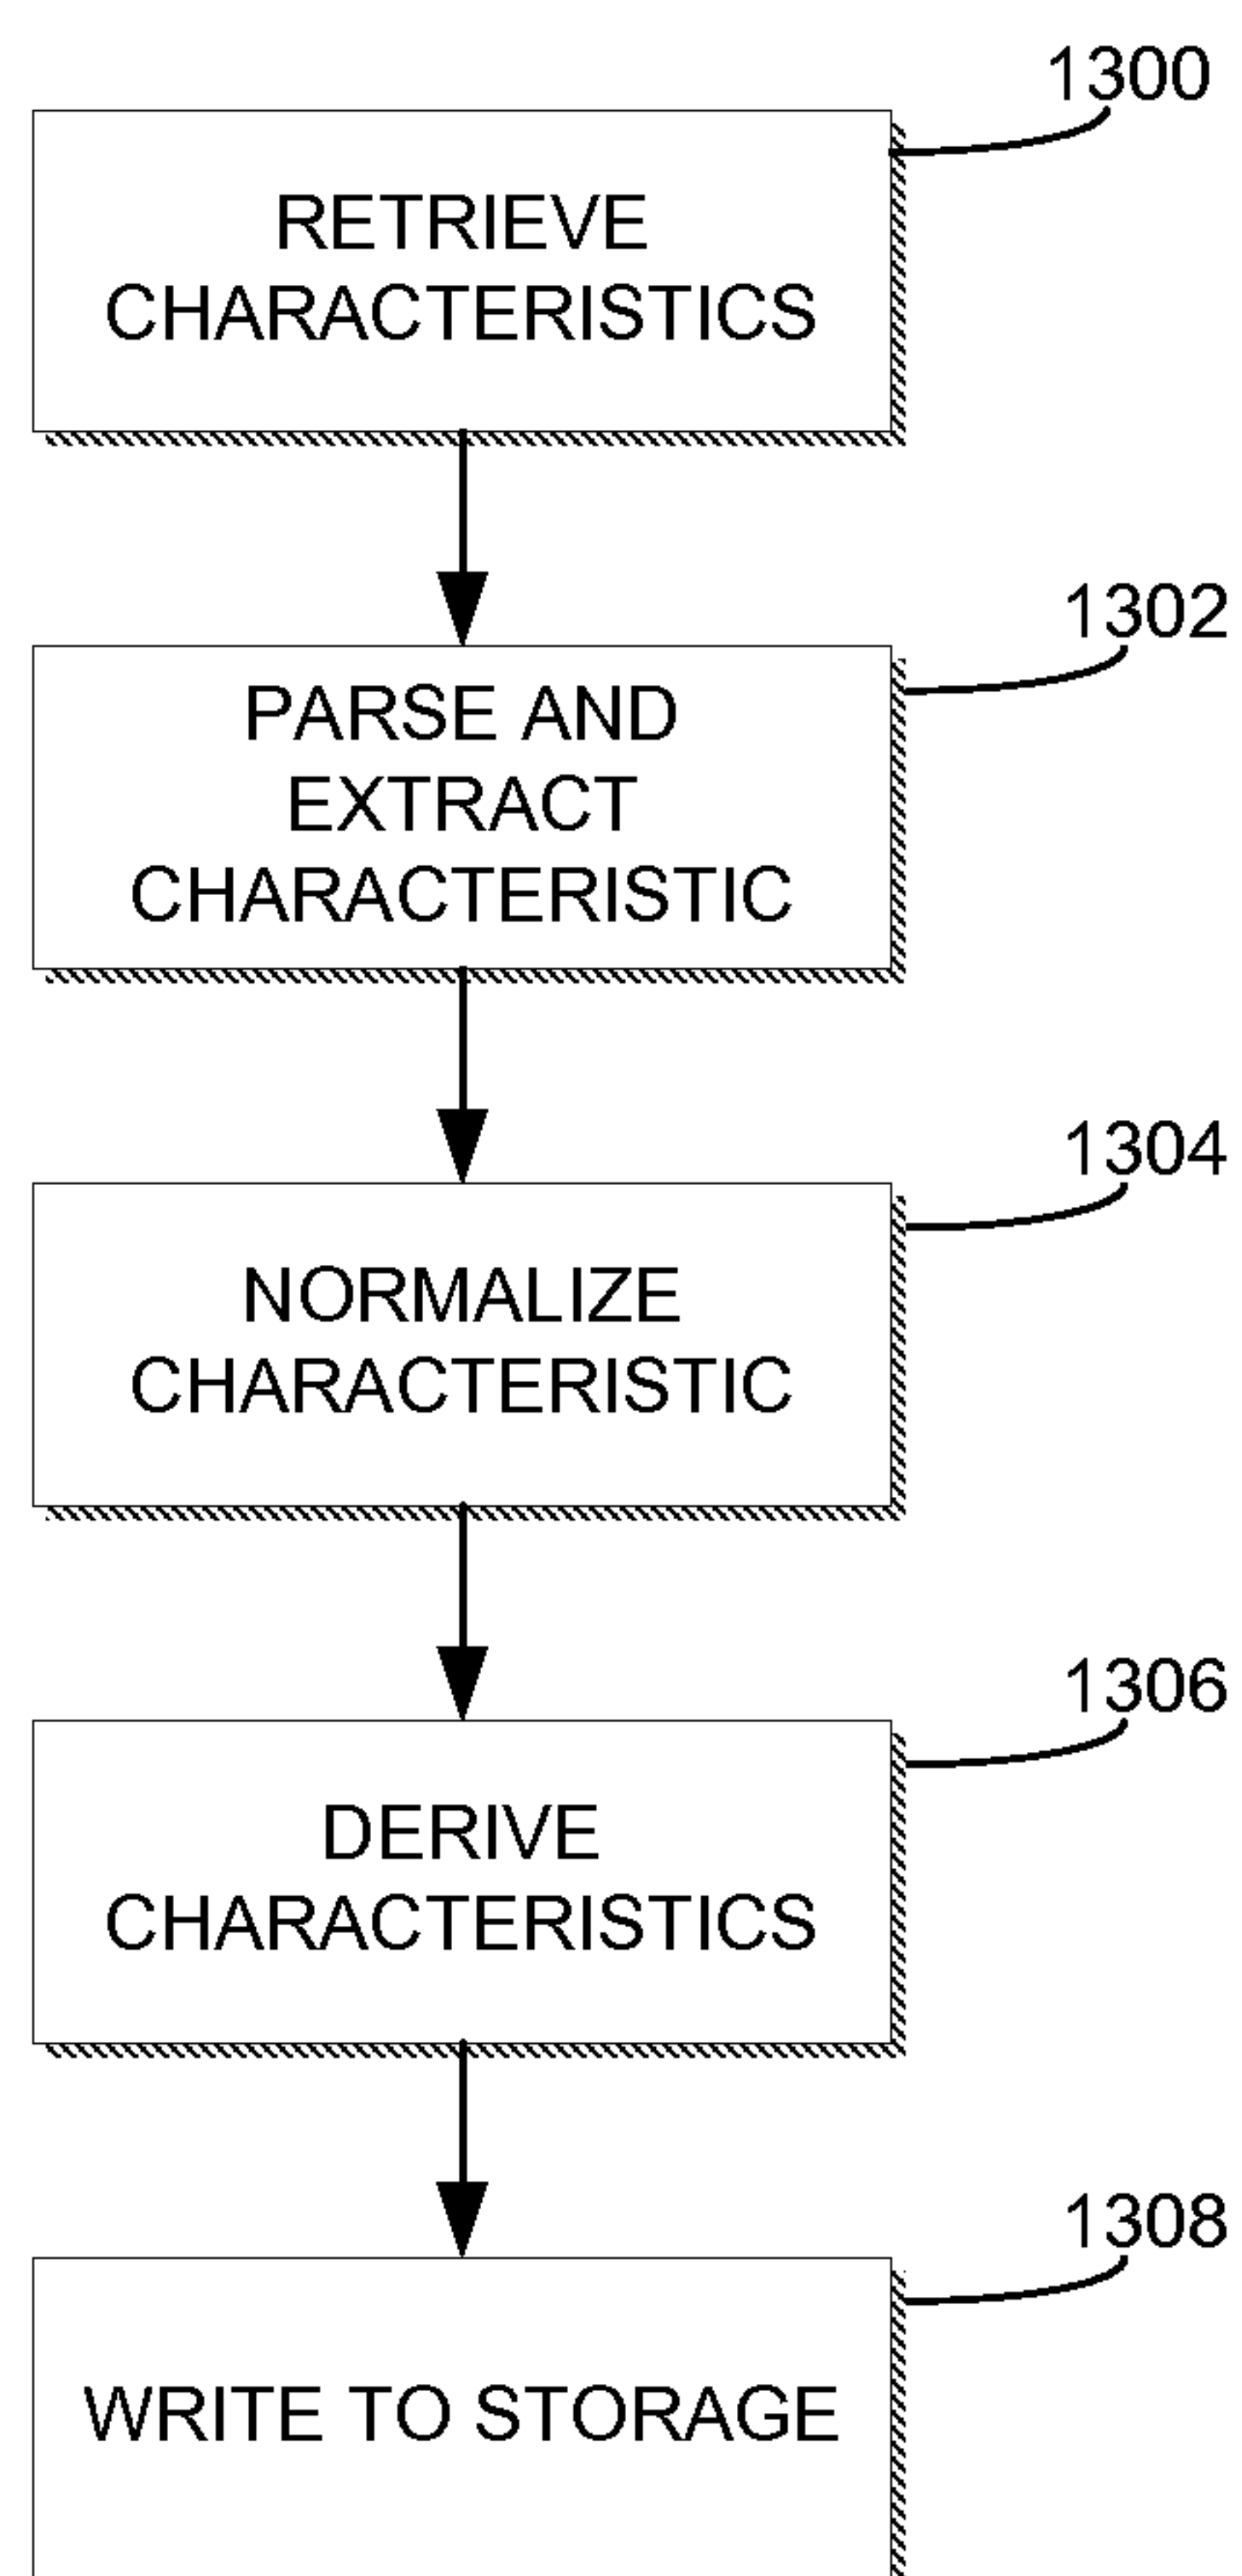 1300
RETRIEVE
CHARACTERISTICS
1302
PARSE AND
EXTRACT
CHARACTERISTIC
1304
NORMALIZE
CHARACTERISTIC
1306
DERIVE
CHARACTERISTICS
1308
WRITE TO STORAGE